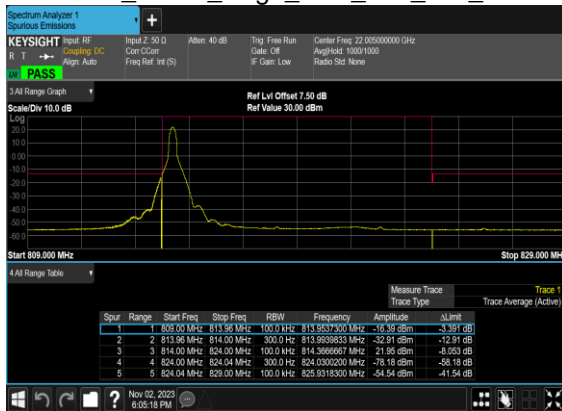 Spectrum Analyzer 1
Spurious Emissions
+
KEYSIGHT Input: RF Input Z: 50 Ω Atten: 40 dB Trig: Free Run Center Freq: 22.005000000 GHz
R T Coupling: DC Corr CCorr Gate: Off Avg|Hold: 1000/1000
Align: Auto Freq Ref: Int (S) IF Gain: Low Radio Std: None
PASS
3 All Range Graph
Ref Lvl Offset 7.50 dB
Scale/Div 10.0 dB Ref Value 30.00 dBm
Log
20.0
10.0
0.00
-10.0
-20.0
-30.0
-40.0
-50.0
-60.0
Start 809.000 MHz Stop 829.000 MHz
4 All Range Table
Measure Trace Trace 1
Trace Type Trace Average (Active)
Spur Range Start Freq Stop Freq RBW Frequency Amplitude ΔLimit
1 1 809.00 MHz 813.96 MHz 100.0 kHz 813.9537300 MHz -16.39 dBm -3.391 dB
2 2 813.96 MHz 814.00 MHz 300.0 Hz 813.9939833 MHz -32.91 dBm -12.91 dB
3 3 814.00 MHz 824.00 MHz 100.0 kHz 814.3666667 MHz 21.95 dBm -8.053 dB
4 4 824.00 MHz 824.04 MHz 300.0 Hz 824.0300200 MHz -78.18 dBm -58.18 dB
5 5 824.04 MHz 829.00 MHz 100.0 kHz 825.9318300 MHz -54.54 dBm -41.54 dB
? Nov 02, 2023
6:05:18 PM